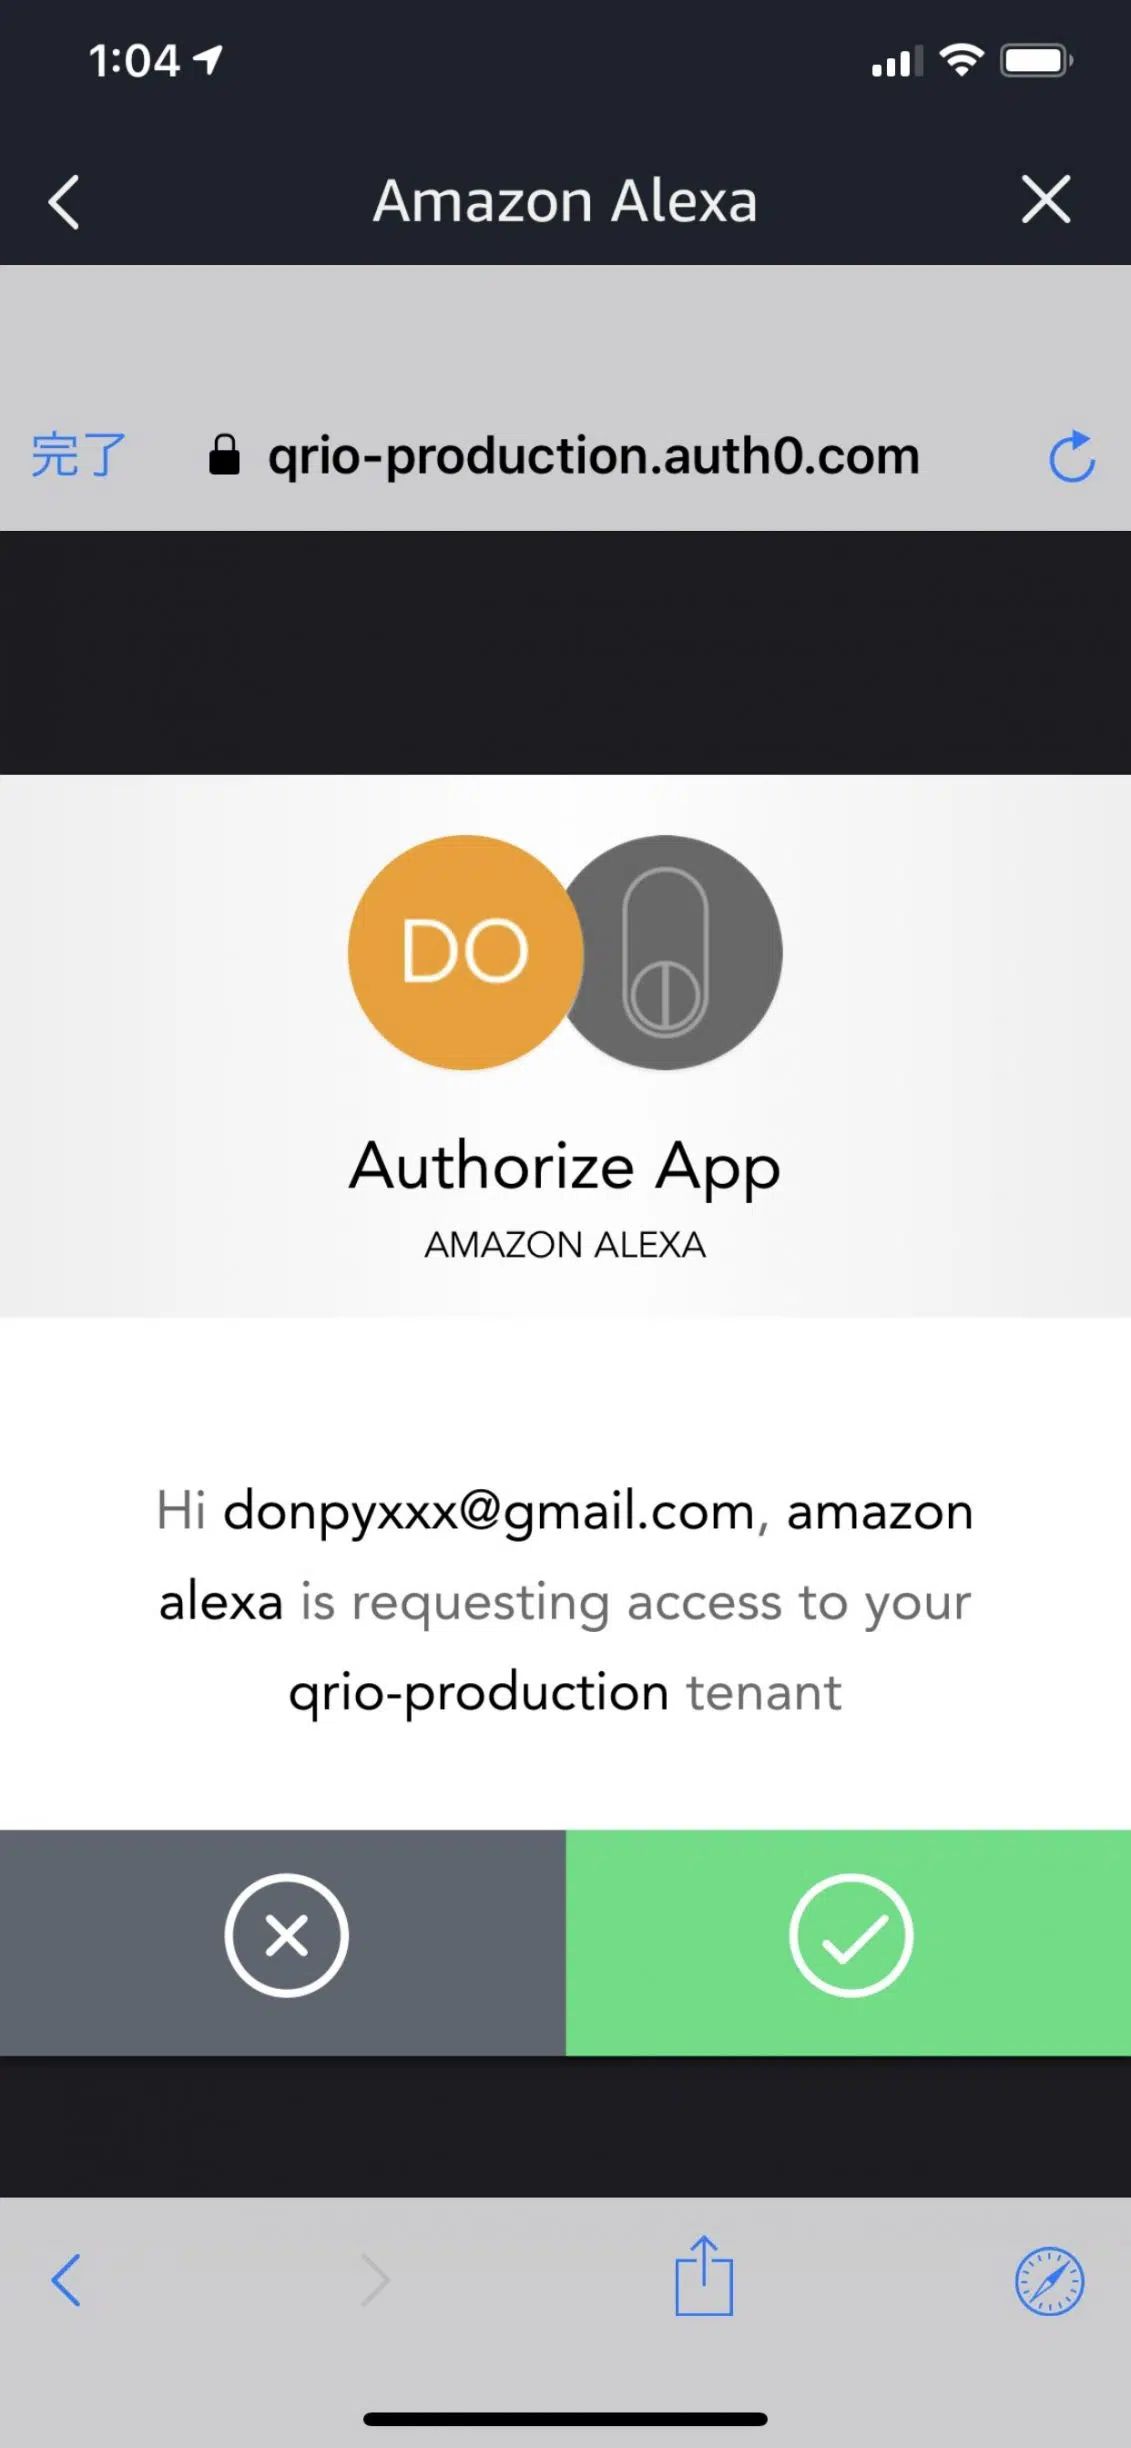 1:04
Amazon Alexa
完了 qrio-production.auth0.com
DO
Authorize App
AMAZON ALEXA
Hi donpyxxx@gmail.com, amazon
alexa is requesting access to your
qrio-production tenant